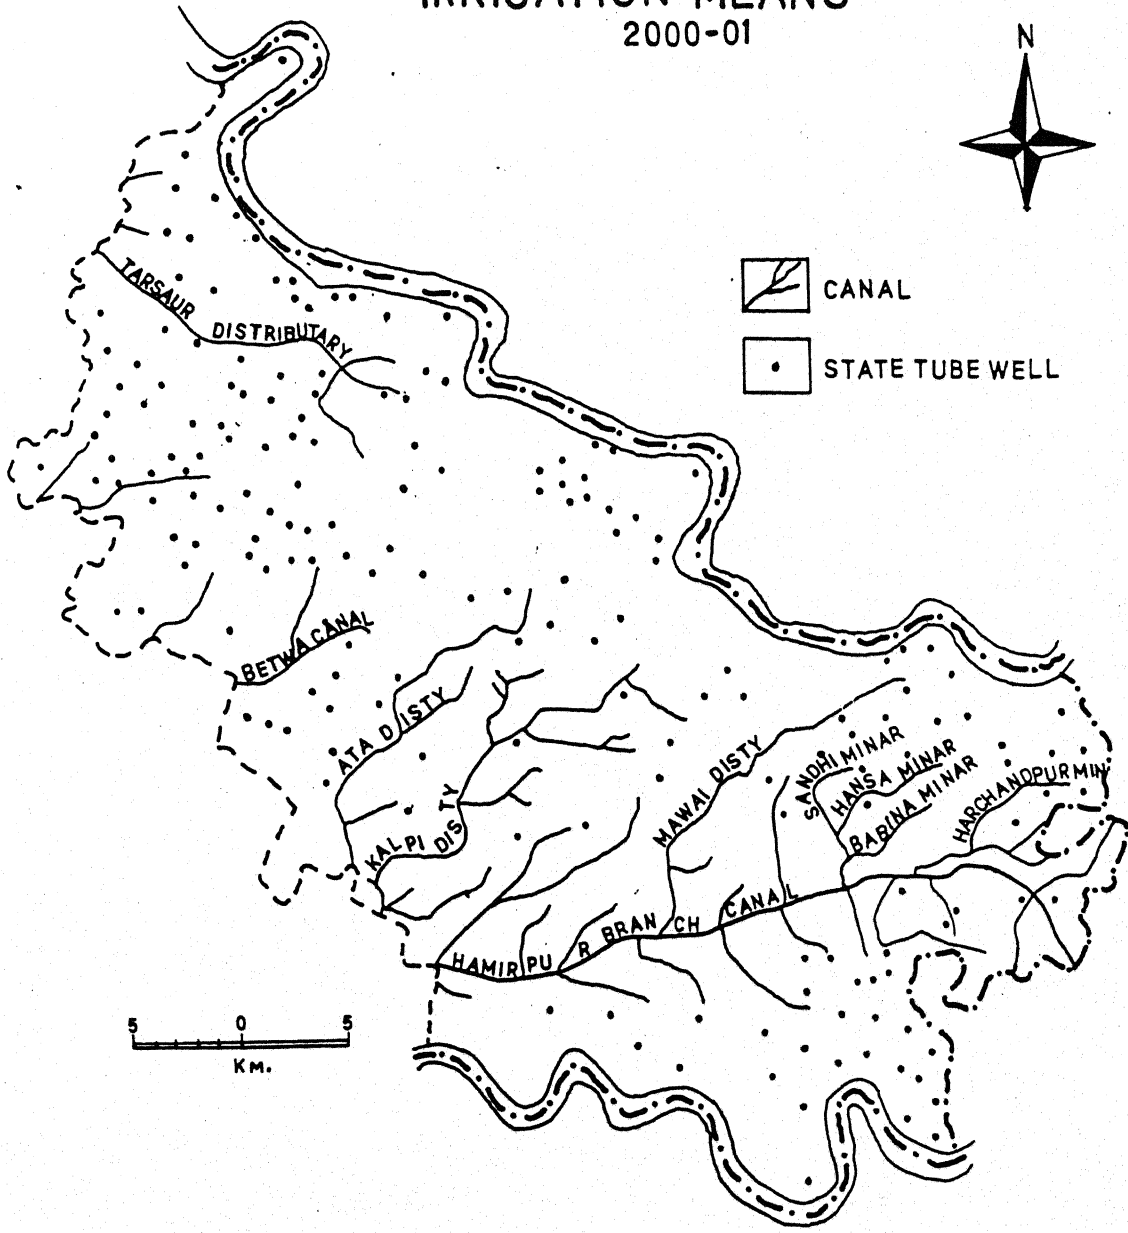 IRRIGATION MEANS
2000-01
N
CANAL
STATE TUBE WELL
TARSAUR DISTRIBUTARY
BETWA CANAL
ATA DISTY
KALPI DISTY
MAWAI DISTY
SANDHI MINAR
HANSA MINAR
BABINA MINAR
HARCHANDPUR MIN
HAMIRPUR BRANCH CANAL
5 0 5
KM.